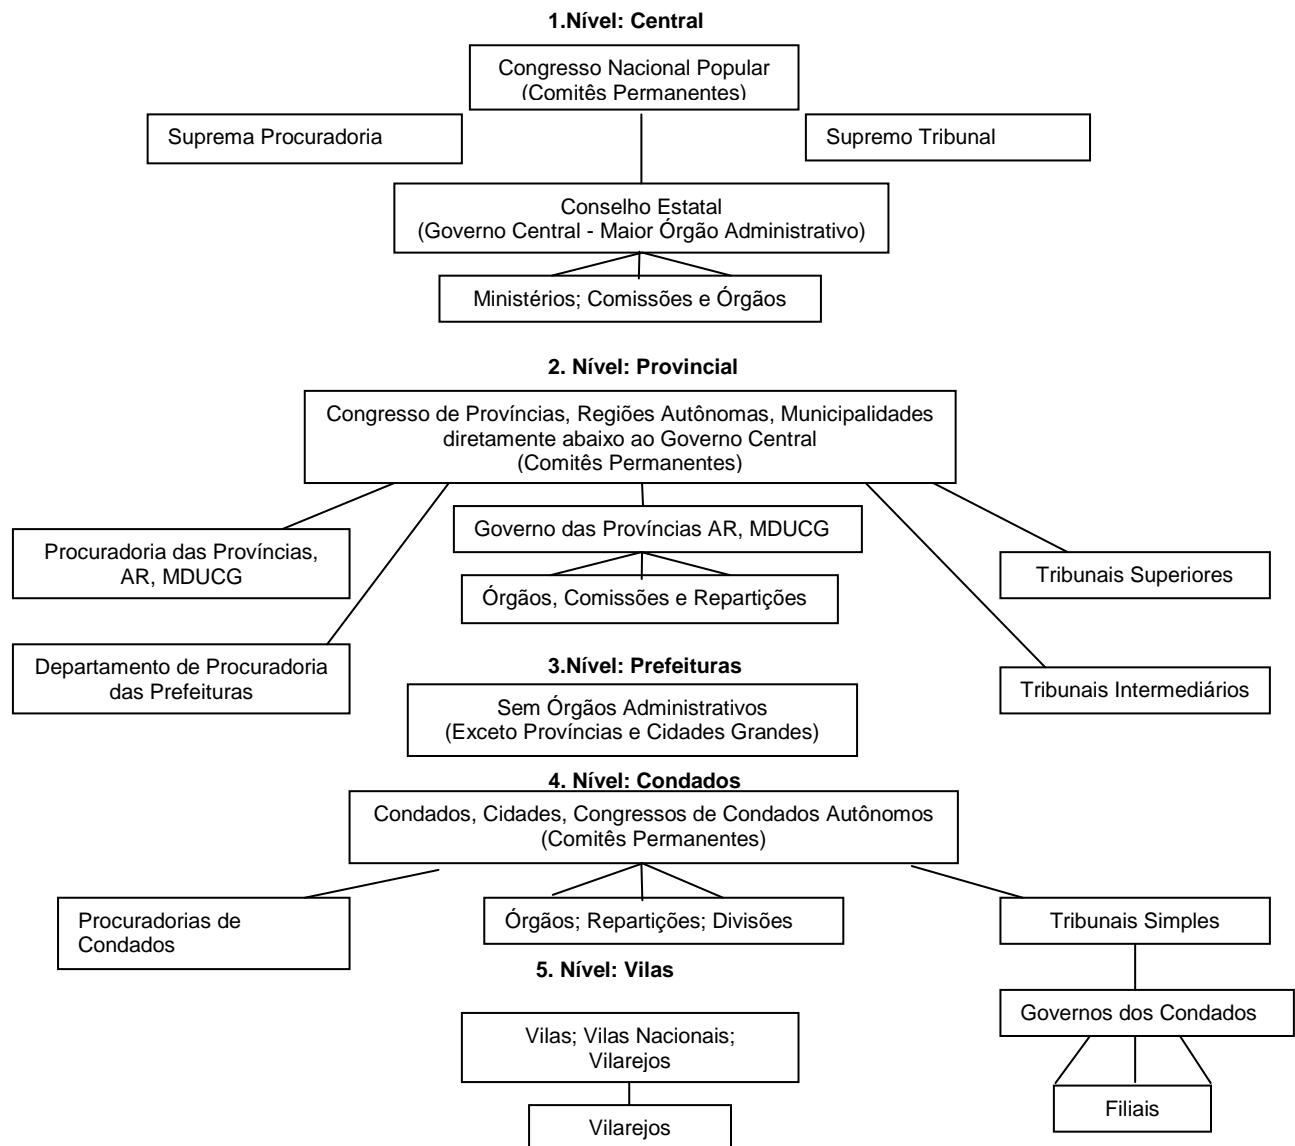 1.Nível: Central
Congresso Nacional Popular
(Comitês Permanentes)
Suprema Procuradoria
Supremo Tribunal
Conselho Estatal
(Governo Central - Maior Órgão Administrativo)
Ministérios; Comissões e Órgãos
2. Nível: Provincial
Congresso de Províncias, Regiões Autônomas, Municipalidades
diretamente abaixo ao Governo Central
(Comitês Permanentes)
Procuradoria das Províncias,
AR, MDUCG
Governo das Províncias AR, MDUCG
Órgãos, Comissões e Repartições
Tribunais Superiores
Departamento de Procuradoria
das Prefeituras
Tribunais Intermediários
3.Nível: Prefeituras
Sem Órgãos Administrativos
(Exceto Províncias e Cidades Grandes)
4. Nível: Condados
Condados, Cidades, Congressos de Condados Autônomos
(Comitês Permanentes)
Procuradorias de
Condados
Órgãos; Repartições; Divisões
Tribunais Simples
Governos dos Condados
Filiais
5. Nível: Vilas
Vilas; Vilas Nacionais;
Vilarejos
Vilarejos